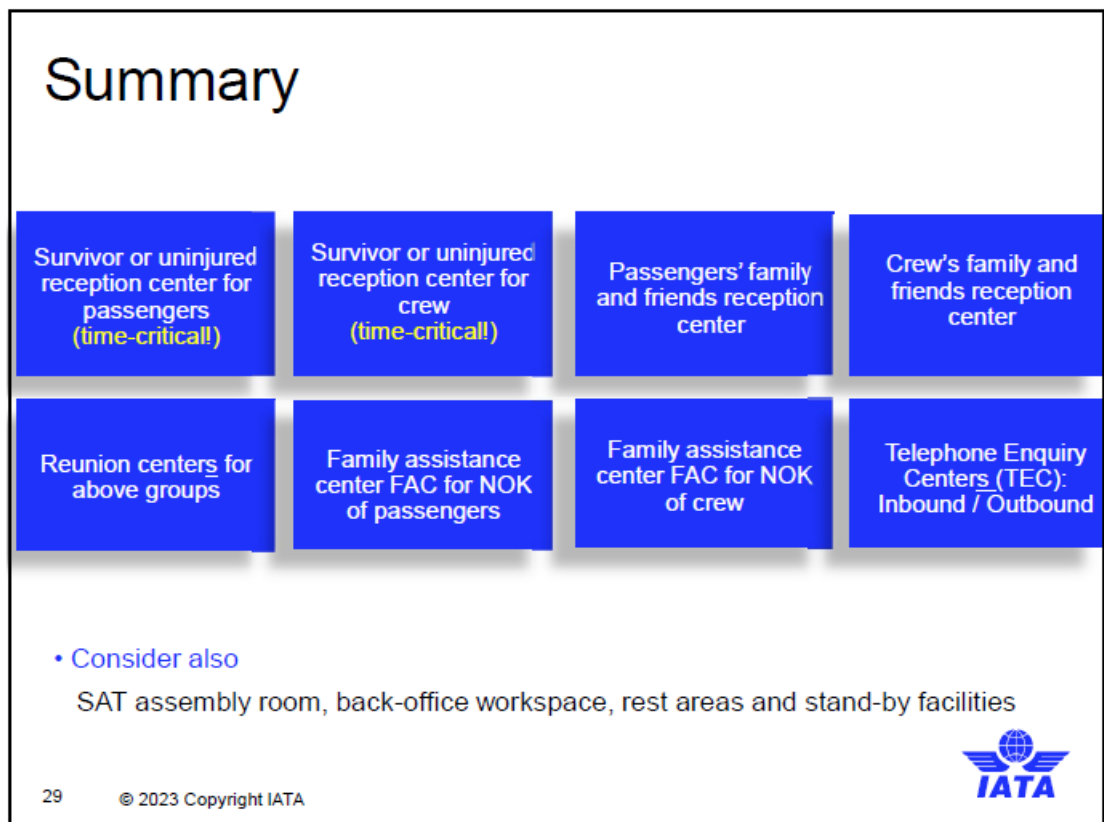 Summary
Survivor or uninjured
reception center for
passengers
(time-critical!)
Survivor or uninjured
reception center for
crew
(time-critical!)
Passengers’ family
and friends reception
center
Crew's family and
friends reception
center
Reunion centers for
above groups
Family assistance
center FAC for NOK
of passengers
Family assistance
center FAC for NOK
of crew
Telephone Enquiry
Centers (TEC):
Inbound / Outbound
• Consider also
SAT assembly room, back-office workspace, rest areas and stand-by facilities
IATA
29 © 2023 Copyright IATA